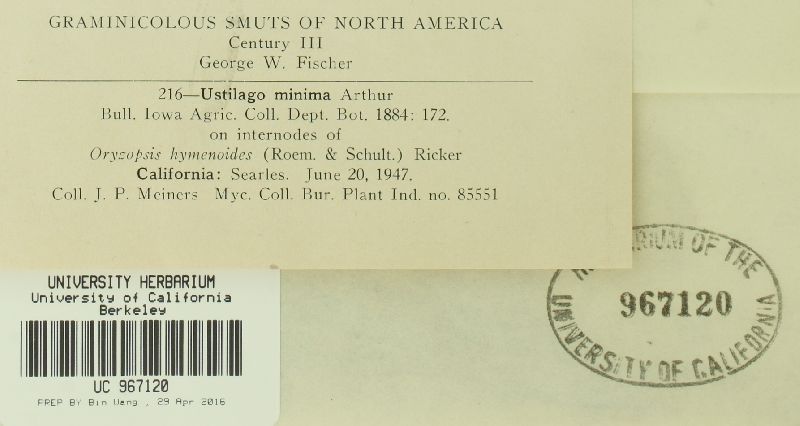 GRAMINICOLOUS SMUTS OF NORTH AMERICA
Century III
George W. Fischer
216—Ustilago minima Arthur
Bull. Iowa Agric. Coll. Dept. Bot. 1884: 172.
on internodes of
Oryzopsis hymenoides (Roem. & Schult.) Ricker
California: Searles. June 20, 1947.
Coll. J. P. Meiners Myc. Coll. Bur. Plant Ind. no. 85551
UNIVERSITY HERBARIUM
University of California
Berkeley
UC 967120
PREP BY Bin Wang , 29 Apr 2016
OF THE
967120
UNIVERSITY OF CALIFORNIA